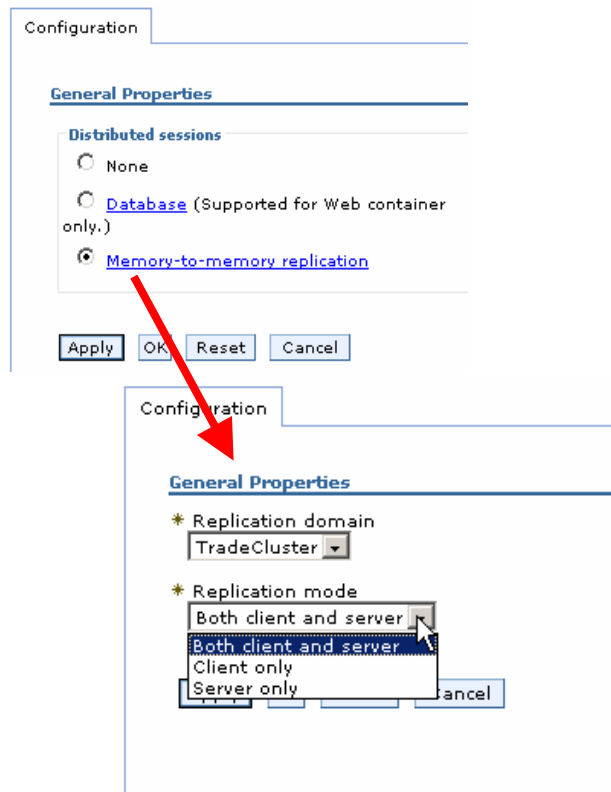 Configuration
General Properties
Distributed sessions
None
Database (Supported for Web container
only.)
Memory-to-memory replication
Apply OK Reset Cancel
Configuration
General Properties
* Replication domain
TradeCluster
* Replication mode
Both client and server
Both client and server
Client only
Server only
Cancel